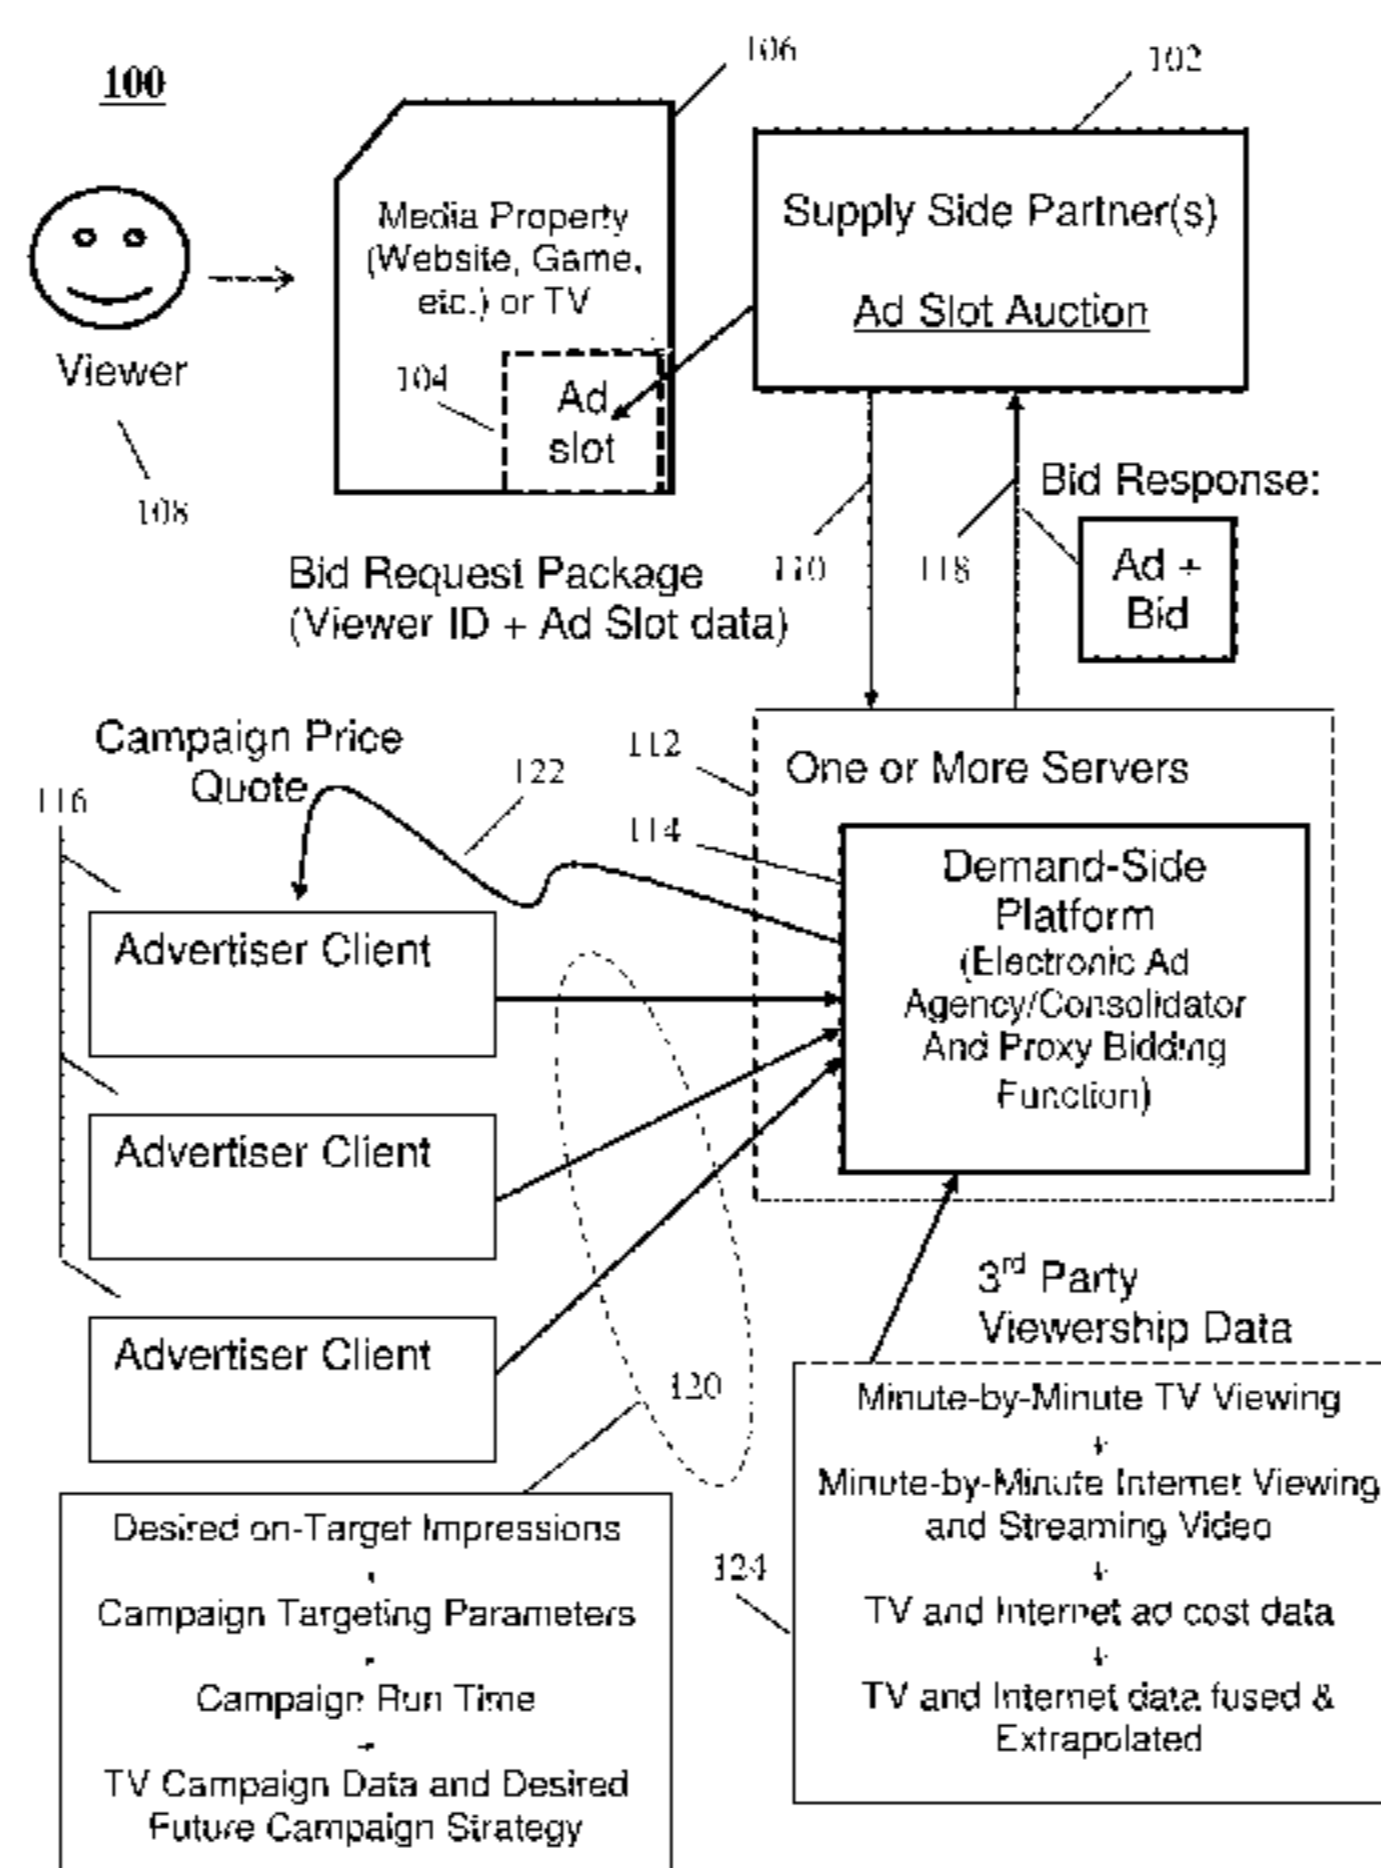 100
106
102
Media Property
(Website, Game,
etc.) or TV
Supply Side Partner(s)
Ad Slot Auction
Viewer
104
Ad
slot
108
Bid Response:
Ad +
Bid
110
118
Bid Request Package
(Viewer ID + Ad Slot data)
Campaign Price
Quote
122
112
One or More Servers
116
114
Demand-Side
Platform
(Electronic Ad
Agency/Consolidator
And Proxy Bidding
Function)
Advertiser Client
Advertiser Client
Advertiser Client
3rd Party
Viewership Data
120
Minute-by-Minute TV Viewing
+
Minute-by-Minute Internet Viewing
and Streaming Video
+
TV and Internet ad cost data
+
TV and Internet data fused &
Extrapolated
124
Desired on-Target Impressions
+
Campaign Targeting Parameters
+
Campaign Run Time
+
TV Campaign Data and Desired
Future Campaign Strategy